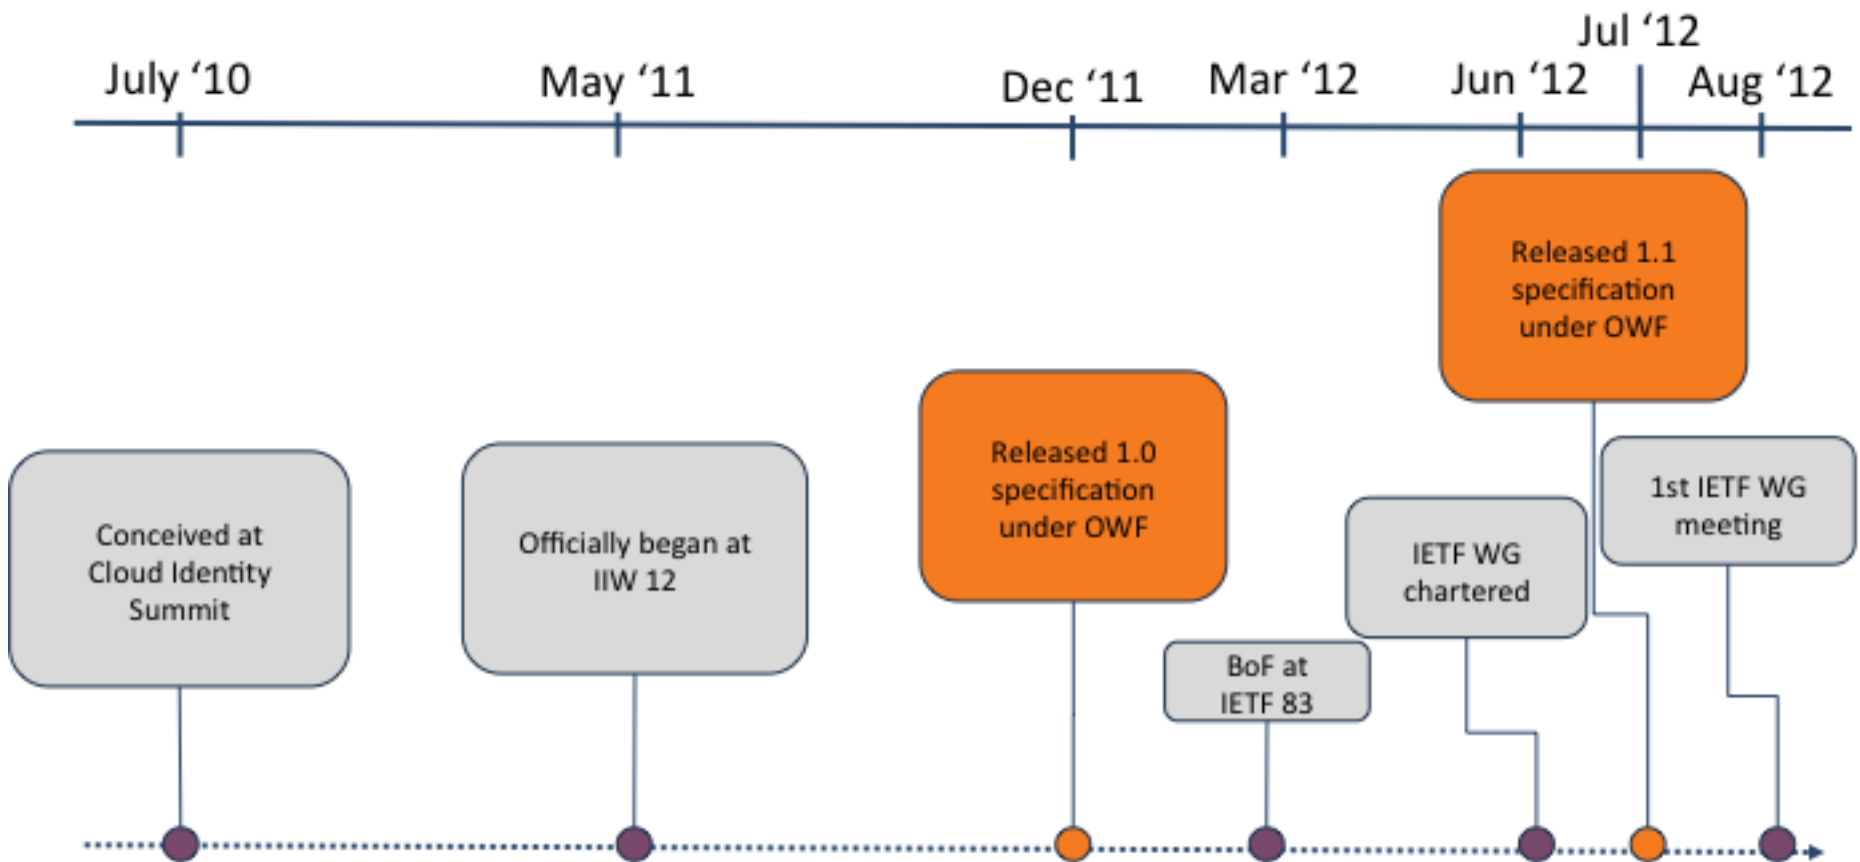 July ‘10
May ‘11
Dec ‘11
Mar ‘12
Jun ‘12
Jul ‘12
Aug ‘12
Conceived at
Cloud Identity
Summit
Officially began at
IIW 12
Released 1.0
specification
under OWF
BoF at
IETF 83
IETF WG
chartered
Released 1.1
specification
under OWF
1st IETF WG
meeting